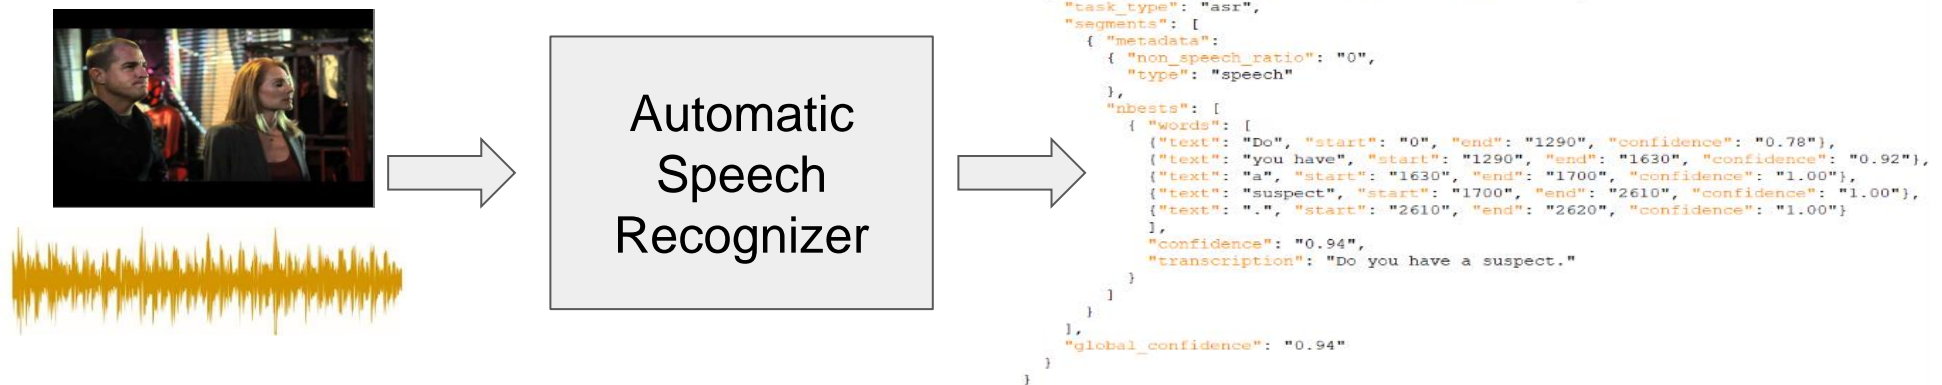 Automatic
Speech
Recognizer
"task_type": "asr",
"segments": [
{ "metadata":
{ "non_speech_ratio": "0",
"type": "speech"
},
"nbests": [
{ "words": [
{"text": "Do", "start": "0", "end": "1290", "confidence": "0.78"},
{"text": "you have", "start": "1290", "end": "1630", "confidence": "0.92"},
{"text": "a", "start": "1630", "end": "1700", "confidence": "1.00"},
{"text": "suspect", "start": "1700", "end": "2610", "confidence": "1.00"},
{"text": ".", "start": "2610", "end": "2620", "confidence": "1.00"}
],
"confidence": "0.94",
"transcription": "Do you have a suspect."
}
]
}
],
"global_confidence": "0.94"
}
}